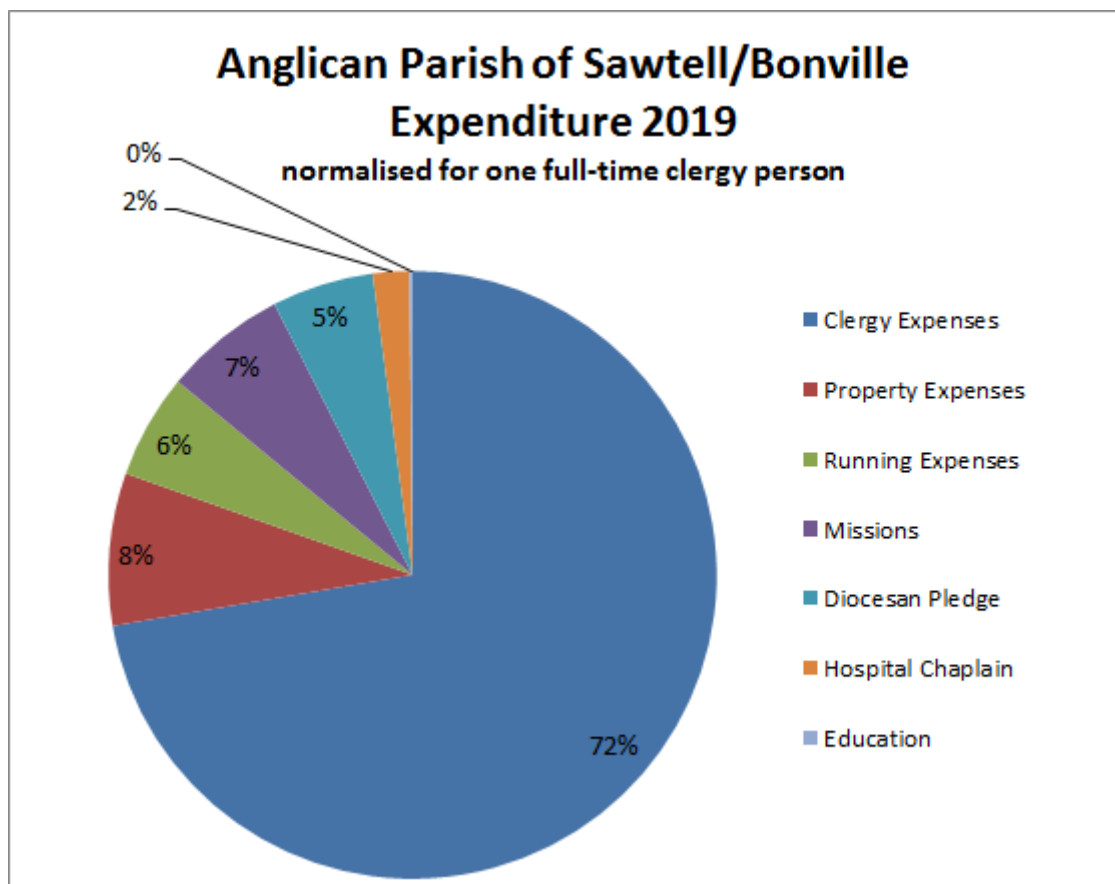 Anglican Parish of Sawtell/Bonville
Expenditure 2019
normalised for one full-time clergy person
0%
2%
5%
7%
6%
8%
72%
Clergy Expenses
Property Expenses
Running Expenses
Missions
Diocesan Pledge
Hospital Chaplain
Education